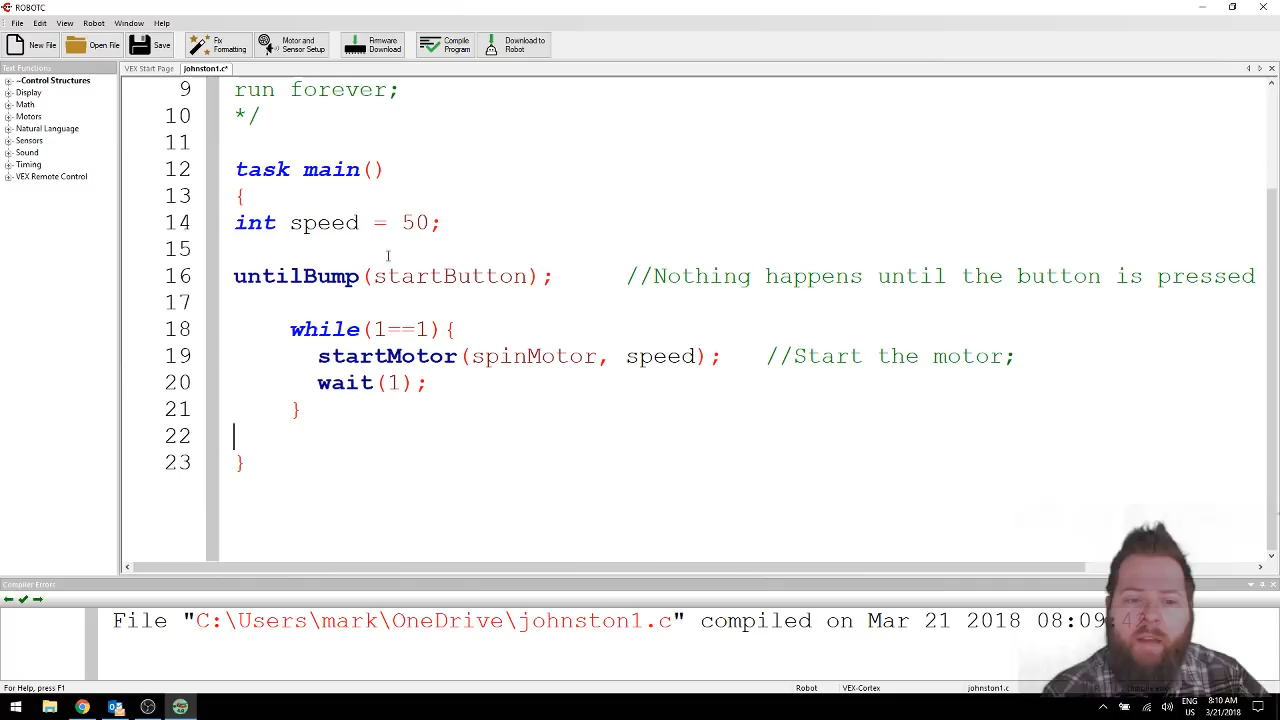 ROBOTC
File Edit View Robot Window Help
New File Open File Save Fix Formatting Motor and Sensor Setup Firmware Download Compile Program Download to Robot
Text Functions
VEX Start Page johnston1.c*
~Control Structures
Display
Math
Motors
Natural Language
Sensors
Sound
Timing
VEX Remote Control
9 run forever;
10 */
11
12 task main()
13 {
14 int speed = 50;
15
16 untilBump(startButton); //Nothing happens until the button is pressed
17
18 while(1==1){
19 startMotor(spinMotor, speed); //Start the motor;
20 wait(1);
21 }
22
23 }
Compiler Errors
File "C:\Users\mark\OneDrive\johnston1.c" compiled on Mar 21 2018 08:09:
For Help, press F1
Robot VEX-Cortex johnston1.c
ENG 8:10 AM
US 3/21/2018